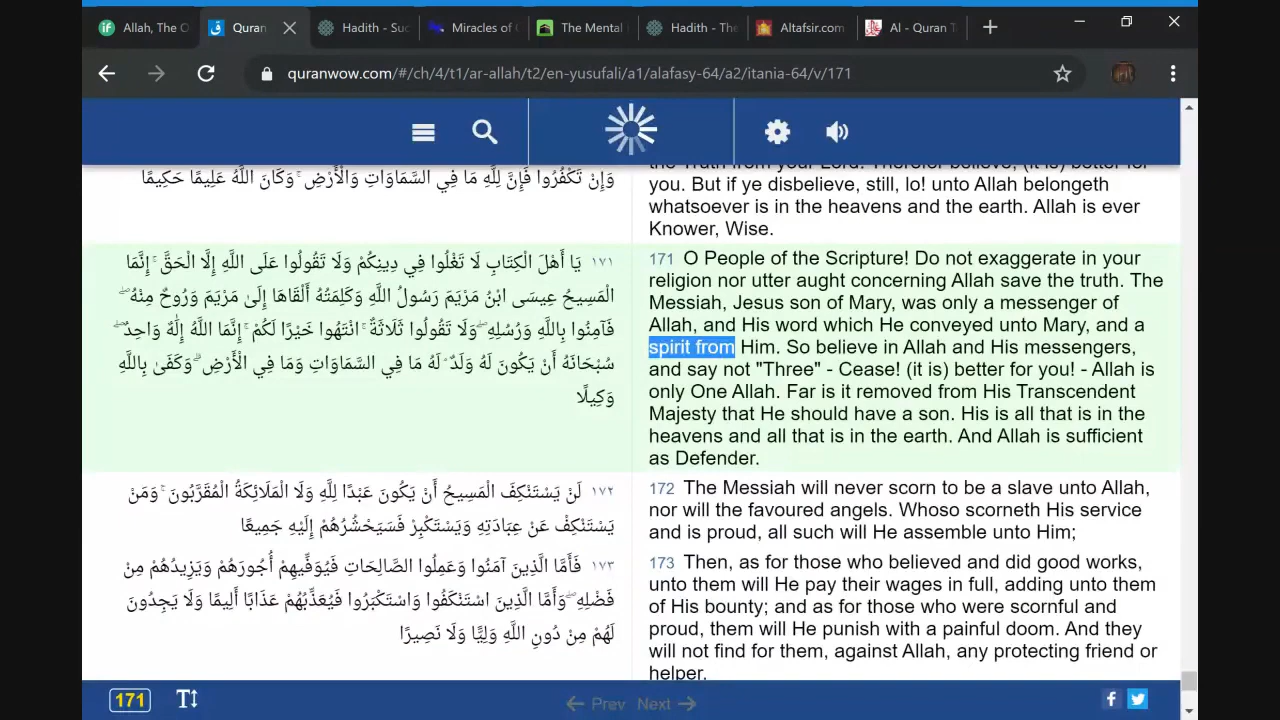 Allah, The O
Quran
Hadith - Suc
Miracles of
The Mental
Hadith - The
Altafsir.com
Al - Quran T
quranwow.com/#/ch/4/t1/ar-allah/t2/en-yusufali/a1/alafasy-64/a2/itania-64/v/171
وَإِنْ تَكْفُرُوا فَإِنَّ لِلَّهِ مَا فِي السَّمَاوَاتِ وَالْأَرْضِ ۚ وَكَانَ اللَّهُ عَلِيمًا حَكِيمًا
the Truth from your Lord. Therefor believe; (it is) better for
you. But if ye disbelieve, still, lo! unto Allah belongeth
whatsoever is in the heavens and the earth. Allah is ever
Knower, Wise.
١٧١ يَا أَهْلَ الْكِتَابِ لَا تَغْلُوا فِي دِينِكُمْ وَلَا تَقُولُوا عَلَى اللَّهِ إِلَّا الْحَقَّ ۚ إِنَّمَا
الْمَسِيحُ عِيسَى ابْنُ مَرْيَمَ رَسُولُ اللَّهِ وَكَلِمَتُهُ أَلْقَاهَا إِلَىٰ مَرْيَمَ وَرُوحٌ مِنْهُ ۖ
فَآمِنُوا بِاللَّهِ وَرُسُلِهِ ۖ وَلَا تَقُولُوا ثَلَاثَةٌ ۚ انْتَهُوا خَيْرًا لَكُمْ ۚ إِنَّمَا اللَّهُ إِلَٰهٌ وَاحِدٌ ۖ
سُبْحَانَهُ أَنْ يَكُونَ لَهُ وَلَدٌ ۘ لَهُ مَا فِي السَّمَاوَاتِ وَمَا فِي الْأَرْضِ ۗ وَكَفَىٰ بِاللَّهِ
وَكِيلًا
171 O People of the Scripture! Do not exaggerate in your
religion nor utter aught concerning Allah save the truth. The
Messiah, Jesus son of Mary, was only a messenger of
Allah, and His word which He conveyed unto Mary, and a
spirit from Him. So believe in Allah and His messengers,
and say not "Three" - Cease! (it is) better for you! - Allah is
only One Allah. Far is it removed from His Transcendent
Majesty that He should have a son. His is all that is in the
heavens and all that is in the earth. And Allah is sufficient
as Defender.
١٧٢ لَنْ يَسْتَنْكِفَ الْمَسِيحُ أَنْ يَكُونَ عَبْدًا لِلَّهِ وَلَا الْمَلَائِكَةُ الْمُقَرَّبُونَ ۚ وَمَنْ
يَسْتَنْكِفْ عَنْ عِبَادَتِهِ وَيَسْتَكْبِرْ فَسَيَحْشُرُهُمْ إِلَيْهِ جَمِيعًا
172 The Messiah will never scorn to be a slave unto Allah,
nor will the favoured angels. Whoso scorneth His service
and is proud, all such will He assemble unto Him;
١٧٣ فَأَمَّا الَّذِينَ آمَنُوا وَعَمِلُوا الصَّالِحَاتِ فَيُوَفِّيهِمْ أُجُورَهُمْ وَيَزِيدُهُمْ مِنْ
فَضْلِهِ ۖ وَأَمَّا الَّذِينَ اسْتَنْكَفُوا وَاسْتَكْبَرُوا فَيُعَذِّبُهُمْ عَذَابًا أَلِيمًا وَلَا يَجِدُونَ
لَهُمْ مِنْ دُونِ اللَّهِ وَلِيًّا وَلَا نَصِيرًا
173 Then, as for those who believed and did good works,
unto them will He pay their wages in full, adding unto them
of His bounty; and as for those who were scornful and
proud, them will He punish with a painful doom. And they
will not find for them, against Allah, any protecting friend or
helper.
171
Prev Next